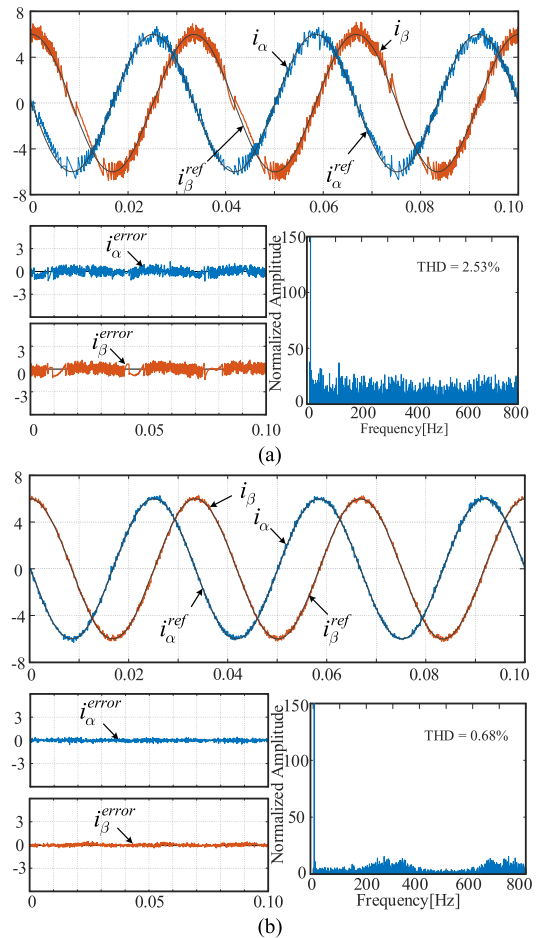 8
4
0
-4
-8
i_α
i_β
i_β^ref
i_α^ref
0 0.02 0.04 0.06 0.08 0.10
3
0
-3
i_α^error
3
0
-3
i_β^error
0 0.05 0.10
Normalized Amplitude
150
100
50
0
THD = 2.53%
0 200 400 600 800
Frequency[Hz]
(a)
8
4
0
-4
-8
i_β
i_α
i_α^ref
i_β^ref
0 0.02 0.04 0.06 0.08 0.10
3
0
-3
i_α^error
3
0
-3
i_β^error
0 0.05 0.10
Normalized Amplitude
150
100
50
0
THD = 0.68%
0 200 400 600 800
Frequency[Hz]
(b)